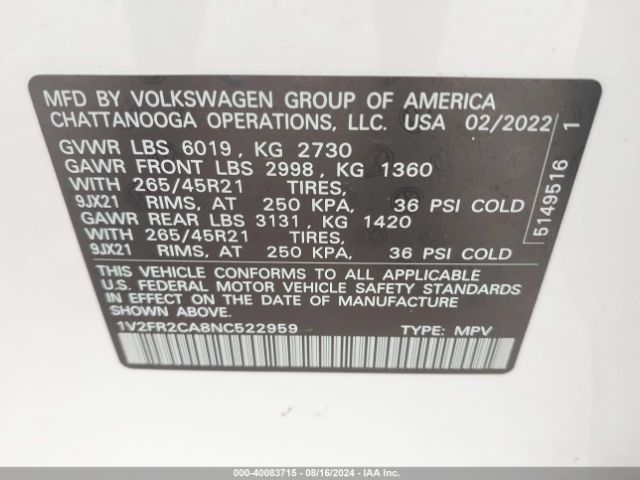 MFD BY VOLKSWAGEN GROUP OF AMERICA
CHATTANOOGA OPERATIONS, LLC. USA 02/2022
GVWR LBS 6019, KG 2730
GAWR FRONT LBS 2998, KG 1360
WITH 265/45R21 TIRES,
9JX21 RIMS, AT 250 KPA, 36 PSI COLD
GAWR REAR LBS 3131, KG 1420
WITH 265/45R21 TIRES,
9JX21 RIMS, AT 250 KPA, 36 PSI COLD
THIS VEHICLE CONFORMS TO ALL APPLICABLE
U.S. FEDERAL MOTOR VEHICLE SAFETY STANDARDS
IN EFFECT ON THE DATE OF MANUFACTURE
SHOWN ABOVE.
1V2FR2CA8NC522959 TYPE: MPV
5149516 1
000-40083715 - 08/16/2024 - IAA Inc.